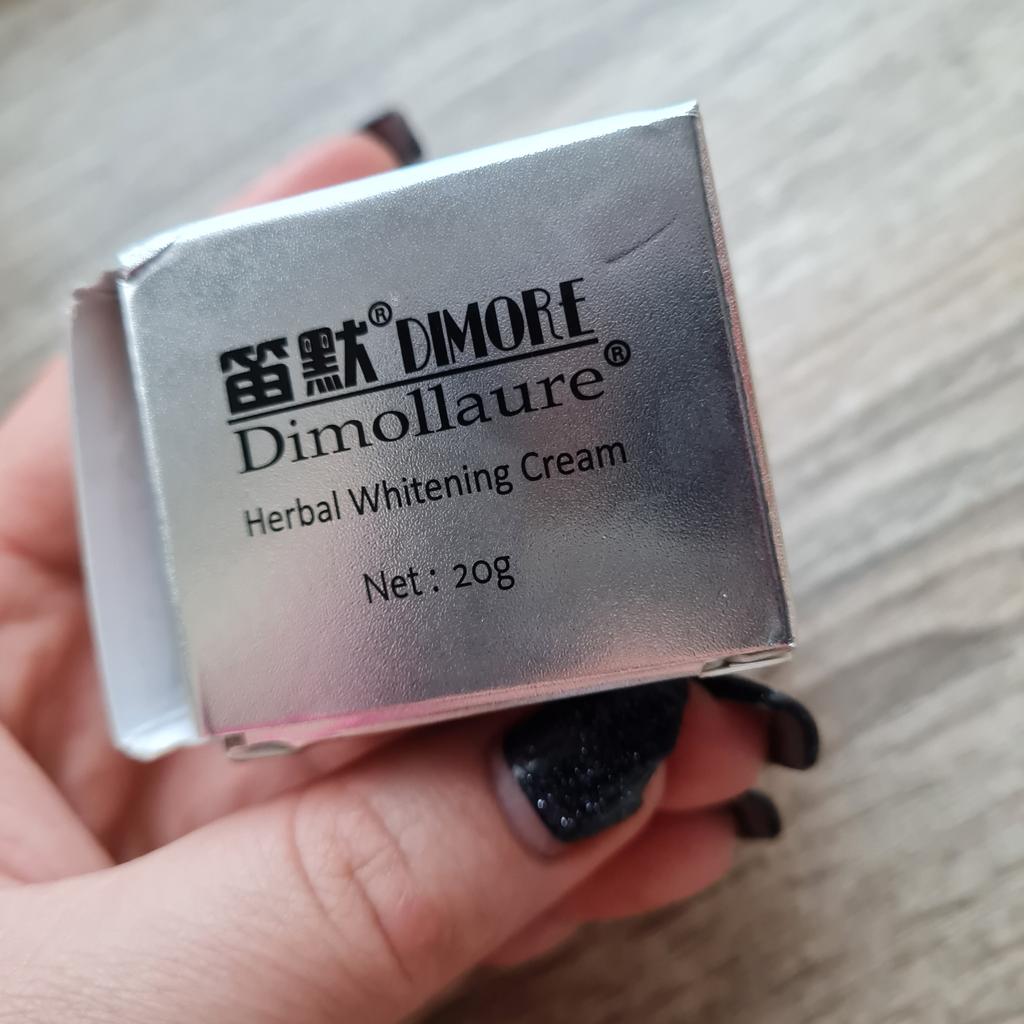 笛默® DIMORE
Dimollaure®
Herbal Whitening Cream
Net : 20g